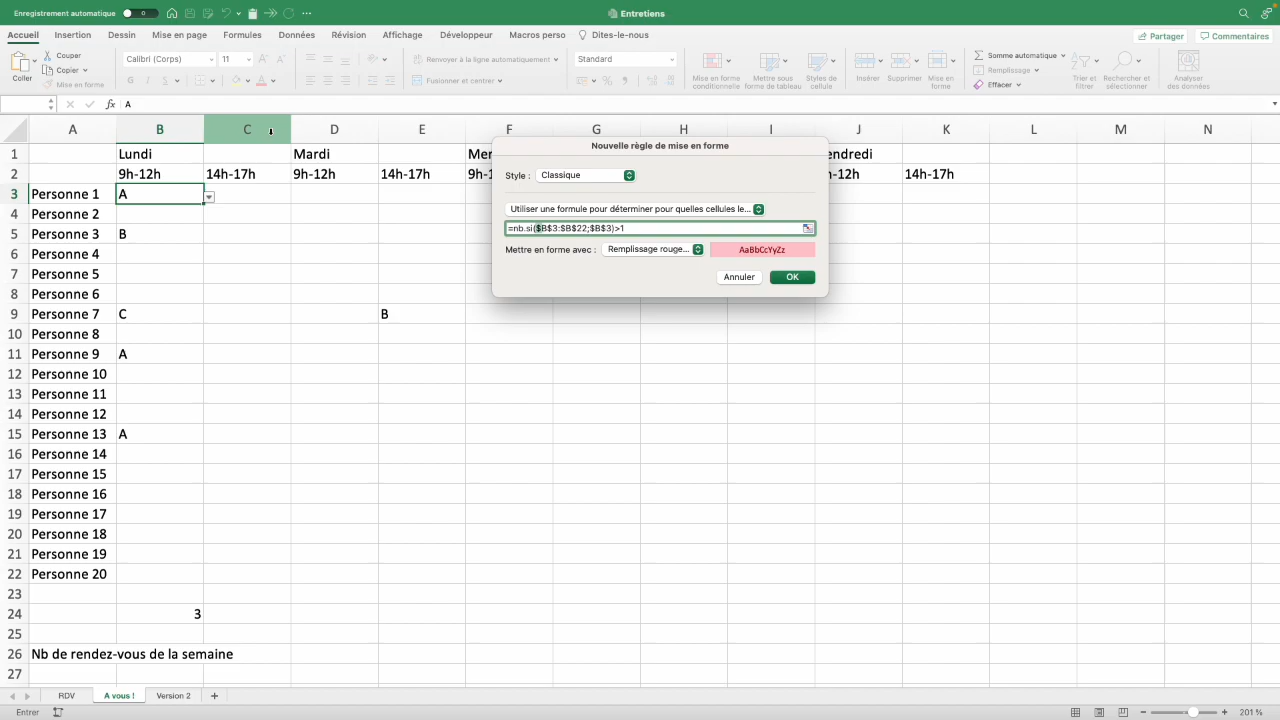 Enregistrement automatique
Entretiens
Accueil Insertion Dessin Mise en page Formules Données Révision Affichage Développeur Macros perso Dites-le-nous
Partager Commentaires
Coller
Couper
Copier
Mise en forme
Calibri (Corps) 11
G I S
Renvoyer à la ligne automatiquement
Fusionner et centrer
Standard
Mise en forme conditionnelle
Mettre sous forme de tableau
Styles de cellule
Insérer
Supprimer
Mise en forme
Somme automatique
Remplissage
Effacer
Trier et filtrer
Rechercher et sélectionner
Analyser des données
fx A
A B C D E F G H I J K L M N
1 Lundi Mardi Mer endredi
2 9h-12h 14h-17h 9h-12h 14h-17h 9h-1 h-12h 14h-17h
3 Personne 1 A
4 Personne 2
5 Personne 3 B
6 Personne 4
7 Personne 5
8 Personne 6
9 Personne 7 C B
10 Personne 8
11 Personne 9 A
12 Personne 10
13 Personne 11
14 Personne 12
15 Personne 13 A
16 Personne 14
17 Personne 15
18 Personne 16
19 Personne 17
20 Personne 18
21 Personne 19
22 Personne 20
23
24 3
25
26 Nb de rendez-vous de la semaine
27
Nouvelle règle de mise en forme
Style : Classique
Utiliser une formule pour déterminer pour quelles cellules le...
=nb.si($B$3:$B$22;$B$3)>1
Mettre en forme avec : Remplissage rouge... AaBbCcYyZz
Annuler OK
RDV A vous ! Version 2
Entrer
201 %